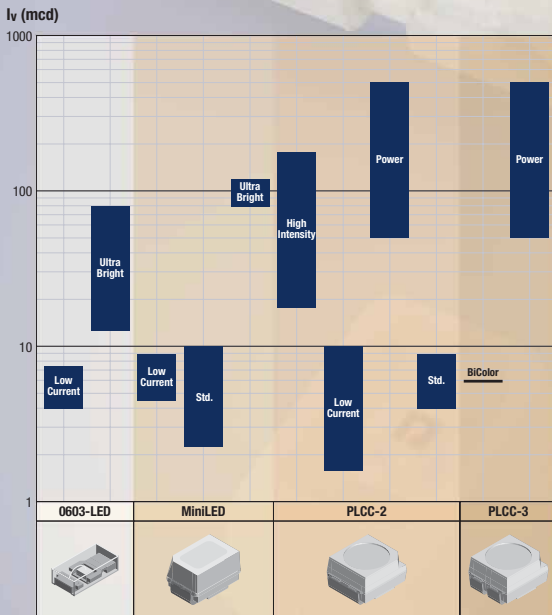 Iv (mcd)
1000
100
10
1
Low
Current
Ultra
Bright
Low
Current
Std.
Ultra
Bright
High
Intensity
Low
Current
Power
Std.
BiColor
Power
0603-LED
MiniLED
PLCC-2
PLCC-3